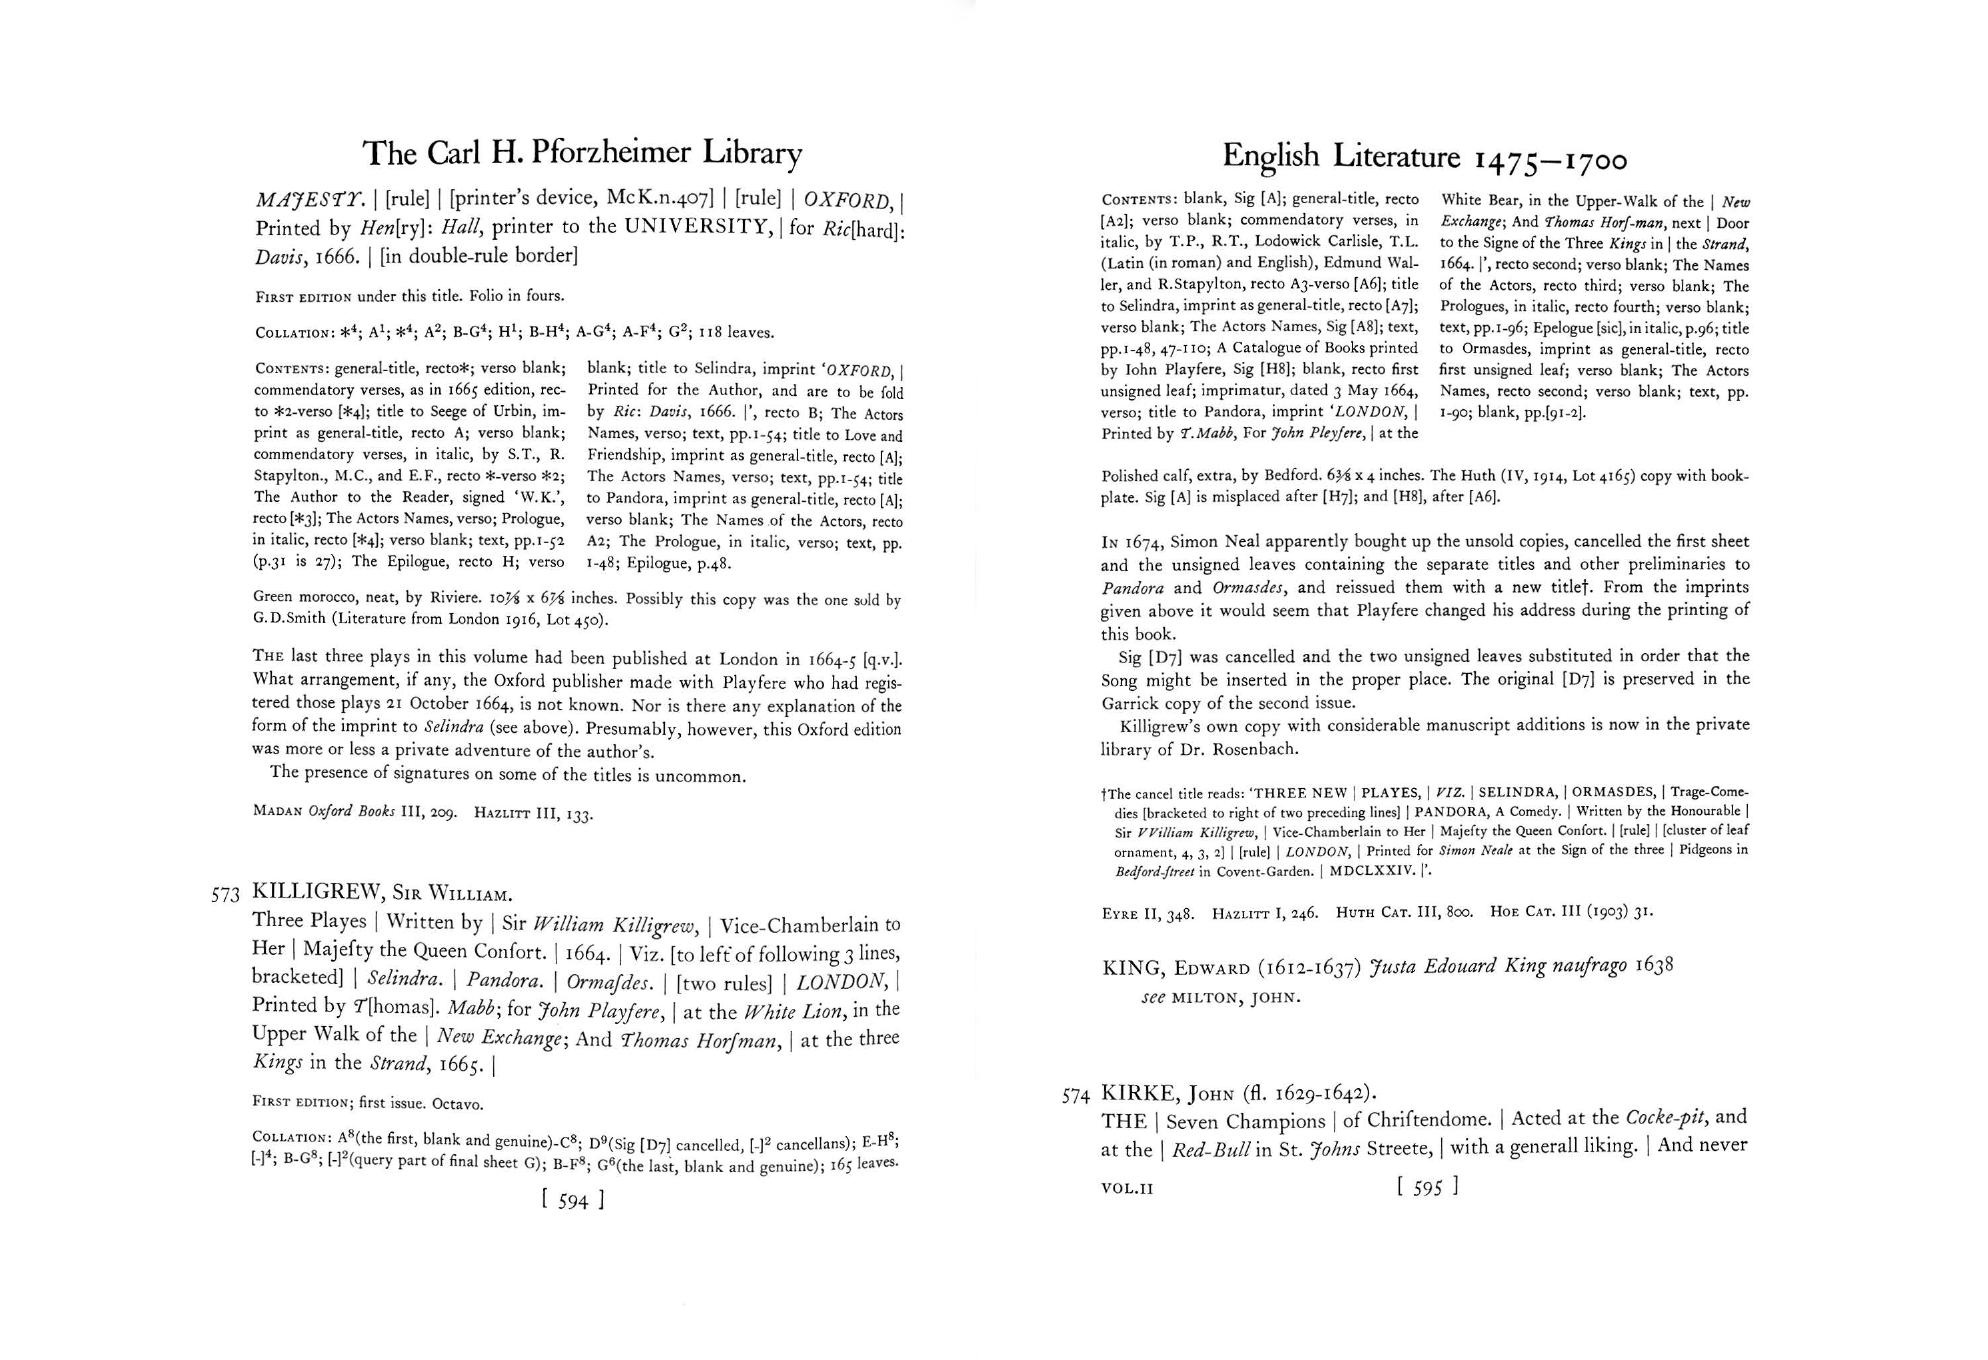 The Carl H. Pforzheimer Library
MAJESTY. | [rule] | [printer's device, McK.n.407] | [rule] | OXFORD, |
Printed by Hen[ry]: Hall, printer to the UNIVERSITY, | for Ric[hard]:
Davis, 1666. | [in double-rule border]
FIRST EDITION under this title. Folio in fours.
COLLATION: *⁴; A¹; *⁴; A²; B-G⁴; H¹; B-H⁴; A-G⁴; A-F⁴; G²; 118 leaves.
CONTENTS: general-title, recto*; verso blank;
commendatory verses, as in 1665 edition, rec-
to *2-verso [*4]; title to Seege of Urbin, im-
print as general-title, recto A; verso blank;
commendatory verses, in italic, by S.T., R.
Stapylton., M.C., and E.F., recto *-verso *2;
The Author to the Reader, signed 'W.K.',
recto [*3]; The Actors Names, verso; Prologue,
in italic, recto [*4]; verso blank; text, pp.1-52
(p.31 is 27); The Epilogue, recto H; verso
blank; title to Selindra, imprint 'OXFORD, |
Printed for the Author, and are to be ſold
by Ric: Davis, 1666. |', recto B; The Actors
Names, verso; text, pp.1-54; title to Love and
Friendship, imprint as general-title, recto [A];
The Actors Names, verso; text, pp.1-54; title
to Pandora, imprint as general-title, recto [A];
verso blank; The Names of the Actors, recto
A2; The Prologue, in italic, verso; text, pp.
1-48; Epilogue, p.48.
Green morocco, neat, by Riviere. 10⅞ x 6⅞ inches. Possibly this copy was the one sold by
G.D.Smith (Literature from London 1916, Lot 450).
THE last three plays in this volume had been published at London in 1664-5 [q.v.].
What arrangement, if any, the Oxford publisher made with Playfere who had regis-
tered those plays 21 October 1664, is not known. Nor is there any explanation of the
form of the imprint to Selindra (see above). Presumably, however, this Oxford edition
was more or less a private adventure of the author's.
The presence of signatures on some of the titles is uncommon.
MADAN Oxford Books III, 209. HAZLITT III, 133.
573 KILLIGREW, SIR WILLIAM.
Three Playes | Written by | Sir William Killigrew, | Vice-Chamberlain to
Her | Majeſty the Queen Conſort. | 1664. | Viz. [to left of following 3 lines,
bracketed] | Selindra. | Pandora. | Ormaſdes. | [two rules] | LONDON, |
Printed by T[homas]. Mabb; for John Playfere, | at the White Lion, in the
Upper Walk of the | New Exchange; And Thomas Horſman, | at the three
Kings in the Strand, 1665. |
FIRST EDITION; first issue. Octavo.
COLLATION: A⁸(the first, blank and genuine)-C⁸; D⁹(Sig [D7] cancelled, [-]² cancellans); E-H⁸;
[-]⁴; B-G⁸; [-]²(query part of final sheet G); B-F⁸; G⁶(the last, blank and genuine); 165 leaves.
[ 594 ]
English Literature 1475–1700
CONTENTS: blank, Sig [A]; general-title, recto
[A2]; verso blank; commendatory verses, in
italic, by T.P., R.T., Lodowick Carlisle, T.L.
(Latin (in roman) and English), Edmund Wal-
ler, and R.Stapylton, recto A3-verso [A6]; title
to Selindra, imprint as general-title, recto [A7];
verso blank; The Actors Names, Sig [A8]; text,
pp.1-48, 47-110; A Catalogue of Books printed
by Iohn Playfere, Sig [H8]; blank, recto first
unsigned leaf; imprimatur, dated 3 May 1664,
verso; title to Pandora, imprint 'LONDON, |
Printed by T.Mabb, For John Pleyfere, | at the
White Bear, in the Upper-Walk of the | New
Exchange; And Thomas Horſ-man, next | Door
to the Signe of the Three Kings in | the Strand,
1664. |', recto second; verso blank; The Names
of the Actors, recto third; verso blank; The
Prologues, in italic, recto fourth; verso blank;
text, pp.1-96; Epelogue [sic], in italic, p.96; title
to Ormasdes, imprint as general-title, recto
first unsigned leaf; verso blank; The Actors
Names, recto second; verso blank; text, pp.
1-90; blank, pp.[91-2].
Polished calf, extra, by Bedford. 6⅜ x 4 inches. The Huth (IV, 1914, Lot 4165) copy with book-
plate. Sig [A] is misplaced after [H7]; and [H8], after [A6].
IN 1674, Simon Neal apparently bought up the unsold copies, cancelled the first sheet
and the unsigned leaves containing the separate titles and other preliminaries to
Pandora and Ormasdes, and reissued them with a new title†. From the imprints
given above it would seem that Playfere changed his address during the printing of
this book.
Sig [D7] was cancelled and the two unsigned leaves substituted in order that the
Song might be inserted in the proper place. The original [D7] is preserved in the
Garrick copy of the second issue.
Killigrew's own copy with considerable manuscript additions is now in the private
library of Dr. Rosenbach.
†The cancel title reads: 'THREE NEW | PLAYES, | VIZ. | SELINDRA, | ORMASDES, | Trage-Come-
dies [bracketed to right of two preceding lines] | PANDORA, A Comedy. | Written by the Honourable |
Sir VVilliam Killigrew, | Vice-Chamberlain to Her | Majeſty the Queen Conſort. | [rule] | [cluster of leaf
ornament, 4, 3, 2] | [rule] | LONDON, | Printed for Simon Neale at the Sign of the three | Pidgeons in
Bedford-ſtreet in Covent-Garden. | MDCLXXIV. |'.
EYRE II, 348. HAZLITT I, 246. HUTH CAT. III, 800. HOE CAT. III (1903) 31.
KING, EDWARD (1612-1637) Justa Edouard King naufrago 1638
see MILTON, JOHN.
574 KIRKE, JOHN (fl. 1629-1642).
THE | Seven Champions | of Chriſtendome. | Acted at the Cocke-pit, and
at the | Red-Bull in St. Johns Streete, | with a generall liking. | And never
VOL.II
[ 595 ]